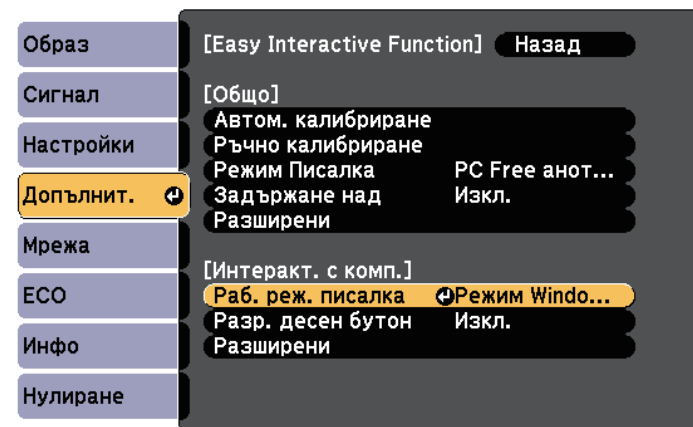 Образ
Сигнал
Настройки
Допълнит.
Мрежа
ECO
Инфо
Нулиране
[Easy Interactive Function] Назад
[Общо]
Автом. калибриране
Ръчно калибриране
Режим Писалка PC Free анот...
Задържане над Изкл.
Разширени
[Интеракт. с комп.]
Раб. реж. писалка Режим Windo...
Разр. десен бутон Изкл.
Разширени